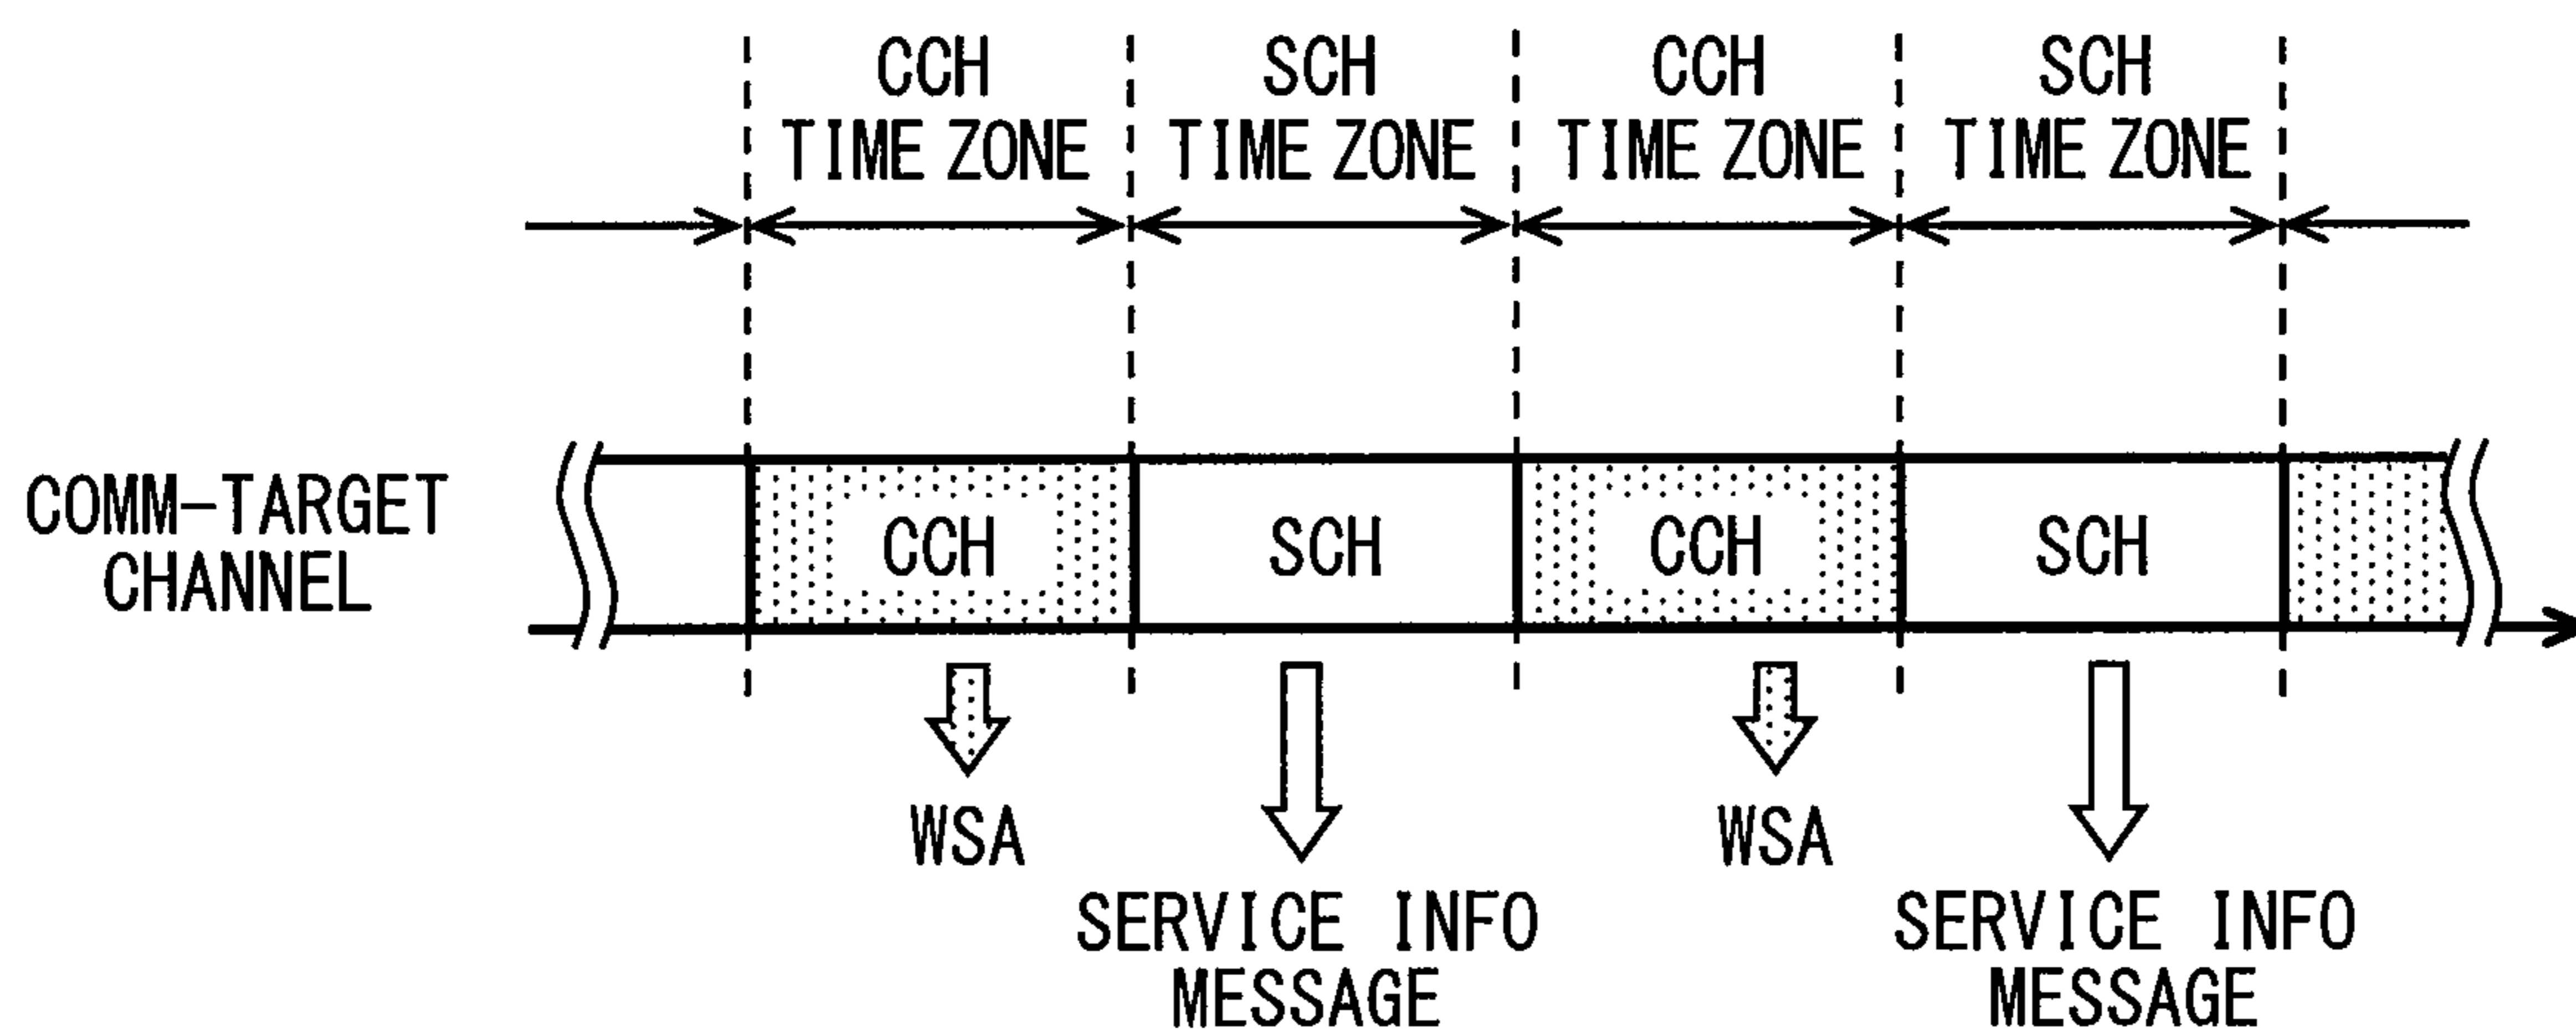 CCH
TIME ZONE
SCH
TIME ZONE
CCH
TIME ZONE
SCH
TIME ZONE
COMM-TARGET
CHANNEL
CCH
SCH
CCH
SCH
WSA
SERVICE INFO
MESSAGE
WSA
SERVICE INFO
MESSAGE